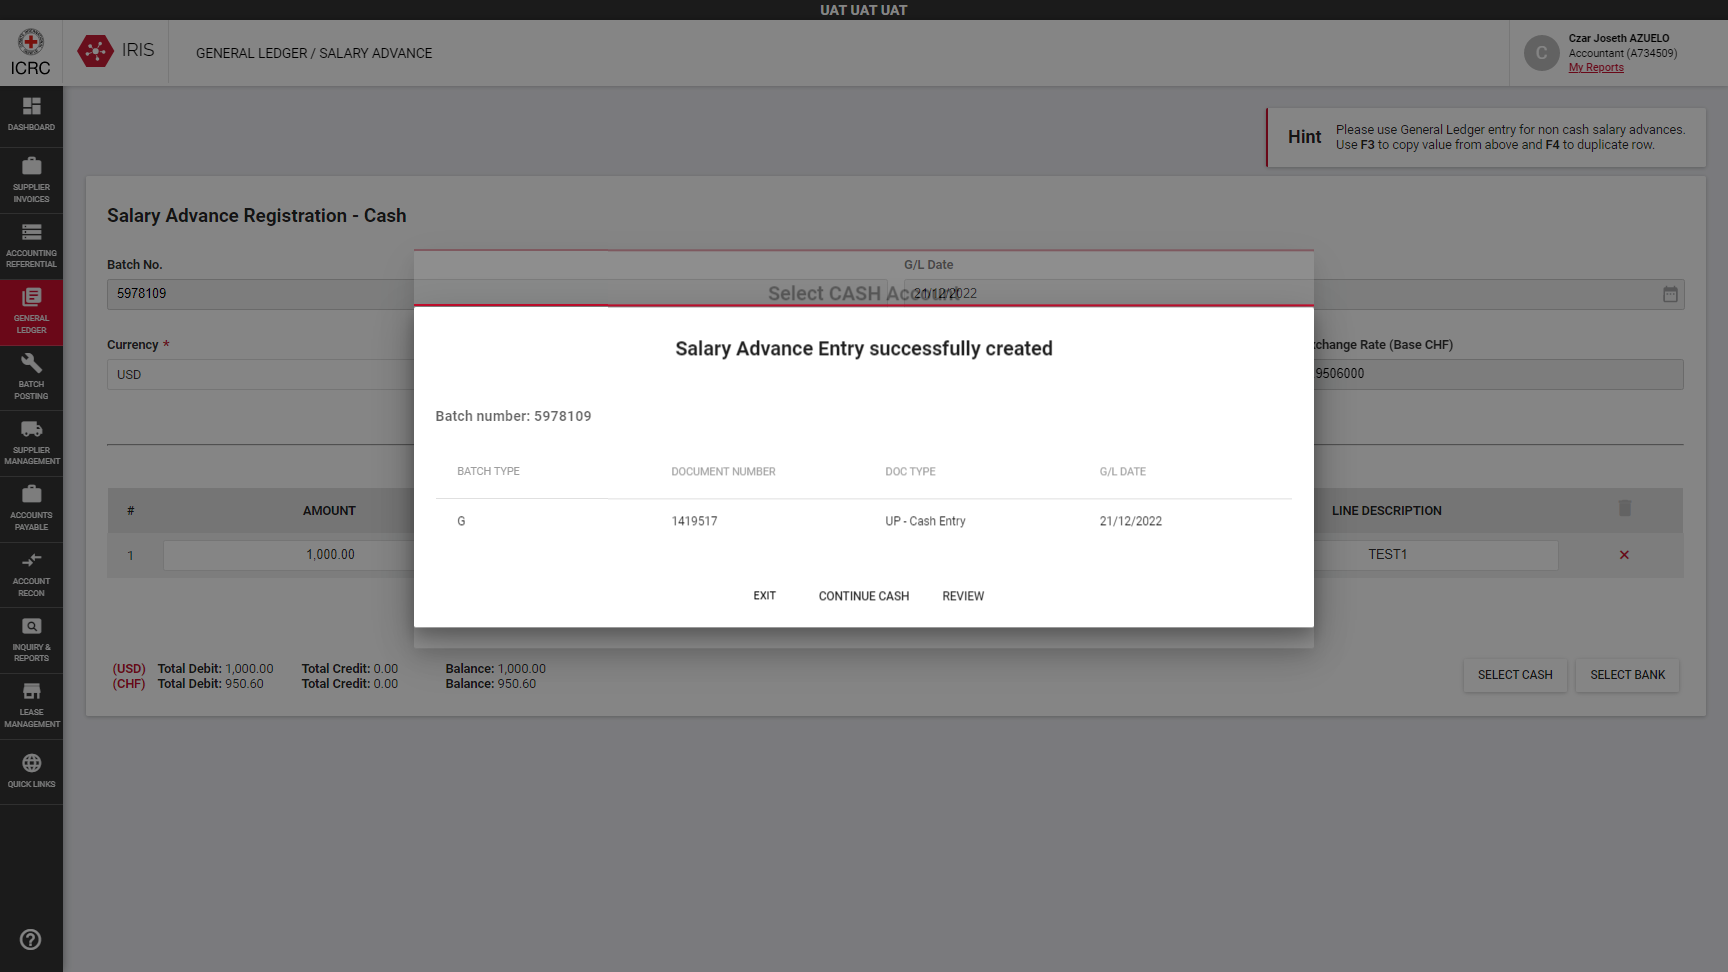 UAT UAT UAT
ICRC
IRIS
GENERAL LEDGER / SALARY ADVANCE
C
Czar Joseth AZUELO
Accountant (A734509)
My Reports
DASHBOARD
SUPPLIER
INVOICES
ACCOUNTING
REFERENTIAL
GENERAL
LEDGER
BATCH
POSTING
SUPPLIER
MANAGEMENT
ACCOUNTS
PAYABLE
ACCOUNT
RECON
INQUIRY &
REPORTS
LEASE
MANAGEMENT
QUICK LINKS
Hint
Please use General Ledger entry for non cash salary advances.
Use F3 to copy value from above and F4 to duplicate row.
Salary Advance Registration - Cash
Batch No.
G/L Date
5978109
Select CASH Account
21/12/2022
Currency *
change Rate (Base CHF)
USD
9506000
Salary Advance Entry successfully created
Batch number: 5978109
BATCH TYPE DOCUMENT NUMBER DOC TYPE G/L DATE
G 1419517 UP - Cash Entry 21/12/2022
EXIT CONTINUE CASH REVIEW
# AMOUNT LINE DESCRIPTION
1 1,000.00 TEST1
(USD) Total Debit: 1,000.00 Total Credit: 0.00 Balance: 1,000.00
(CHF) Total Debit: 950.60 Total Credit: 0.00 Balance: 950.60
SELECT CASH SELECT BANK